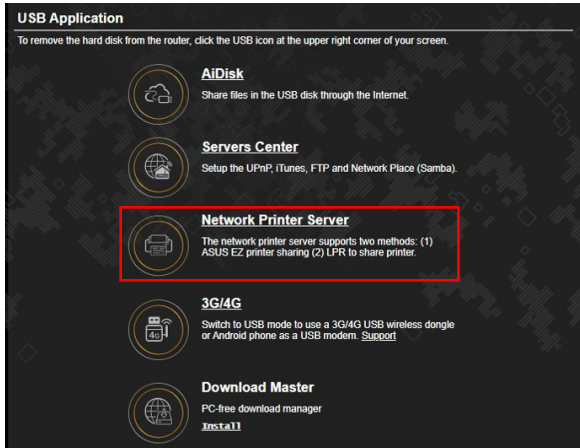 USB Application
To remove the hard disk from the router, click the USB icon at the upper right corner of your screen.
AiDisk
Share files in the USB disk through the Internet.
Servers Center
Setup the UPnP, iTunes, FTP and Network Place (Samba).
Network Printer Server
The network printer server supports two methods: (1)
ASUS EZ printer sharing (2) LPR to share printer.
3G/4G
4G
Switch to USB mode to use a 3G/4G USB wireless dongle
or Android phone as a USB modem. Support
Download Master
PC-free download manager
Install